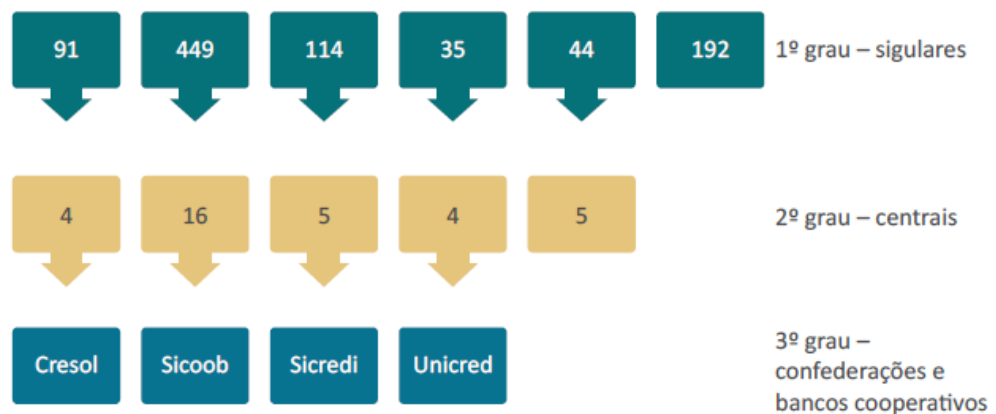 91 449 114 35 44 192 1º grau – sigulares
4 16 5 4 5 2º grau – centrais
Cresol Sicoob Sicredi Unicred 3º grau –
confederações e
bancos cooperativos